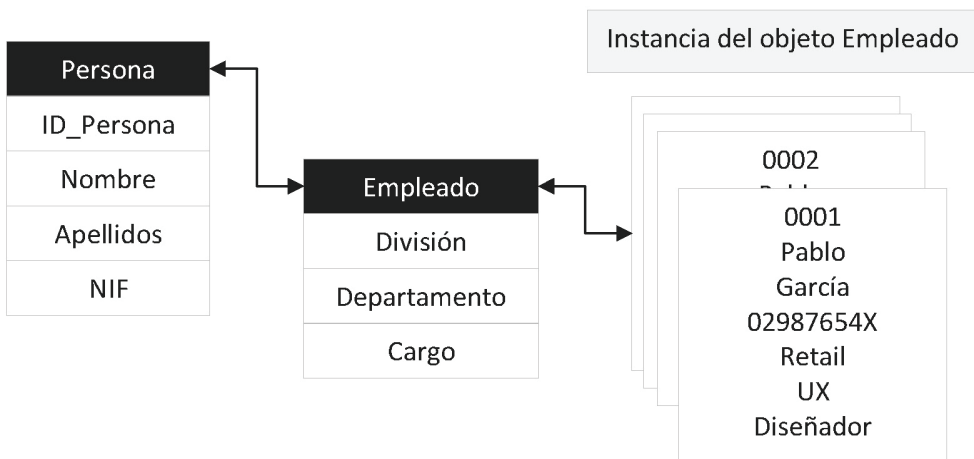 Instancia del objeto Empleado
Persona
ID_Persona
Nombre
Apellidos
NIF
Empleado
División
Departamento
Cargo
0002
0001
Pablo
García
02987654X
Retail
UX
Diseñador